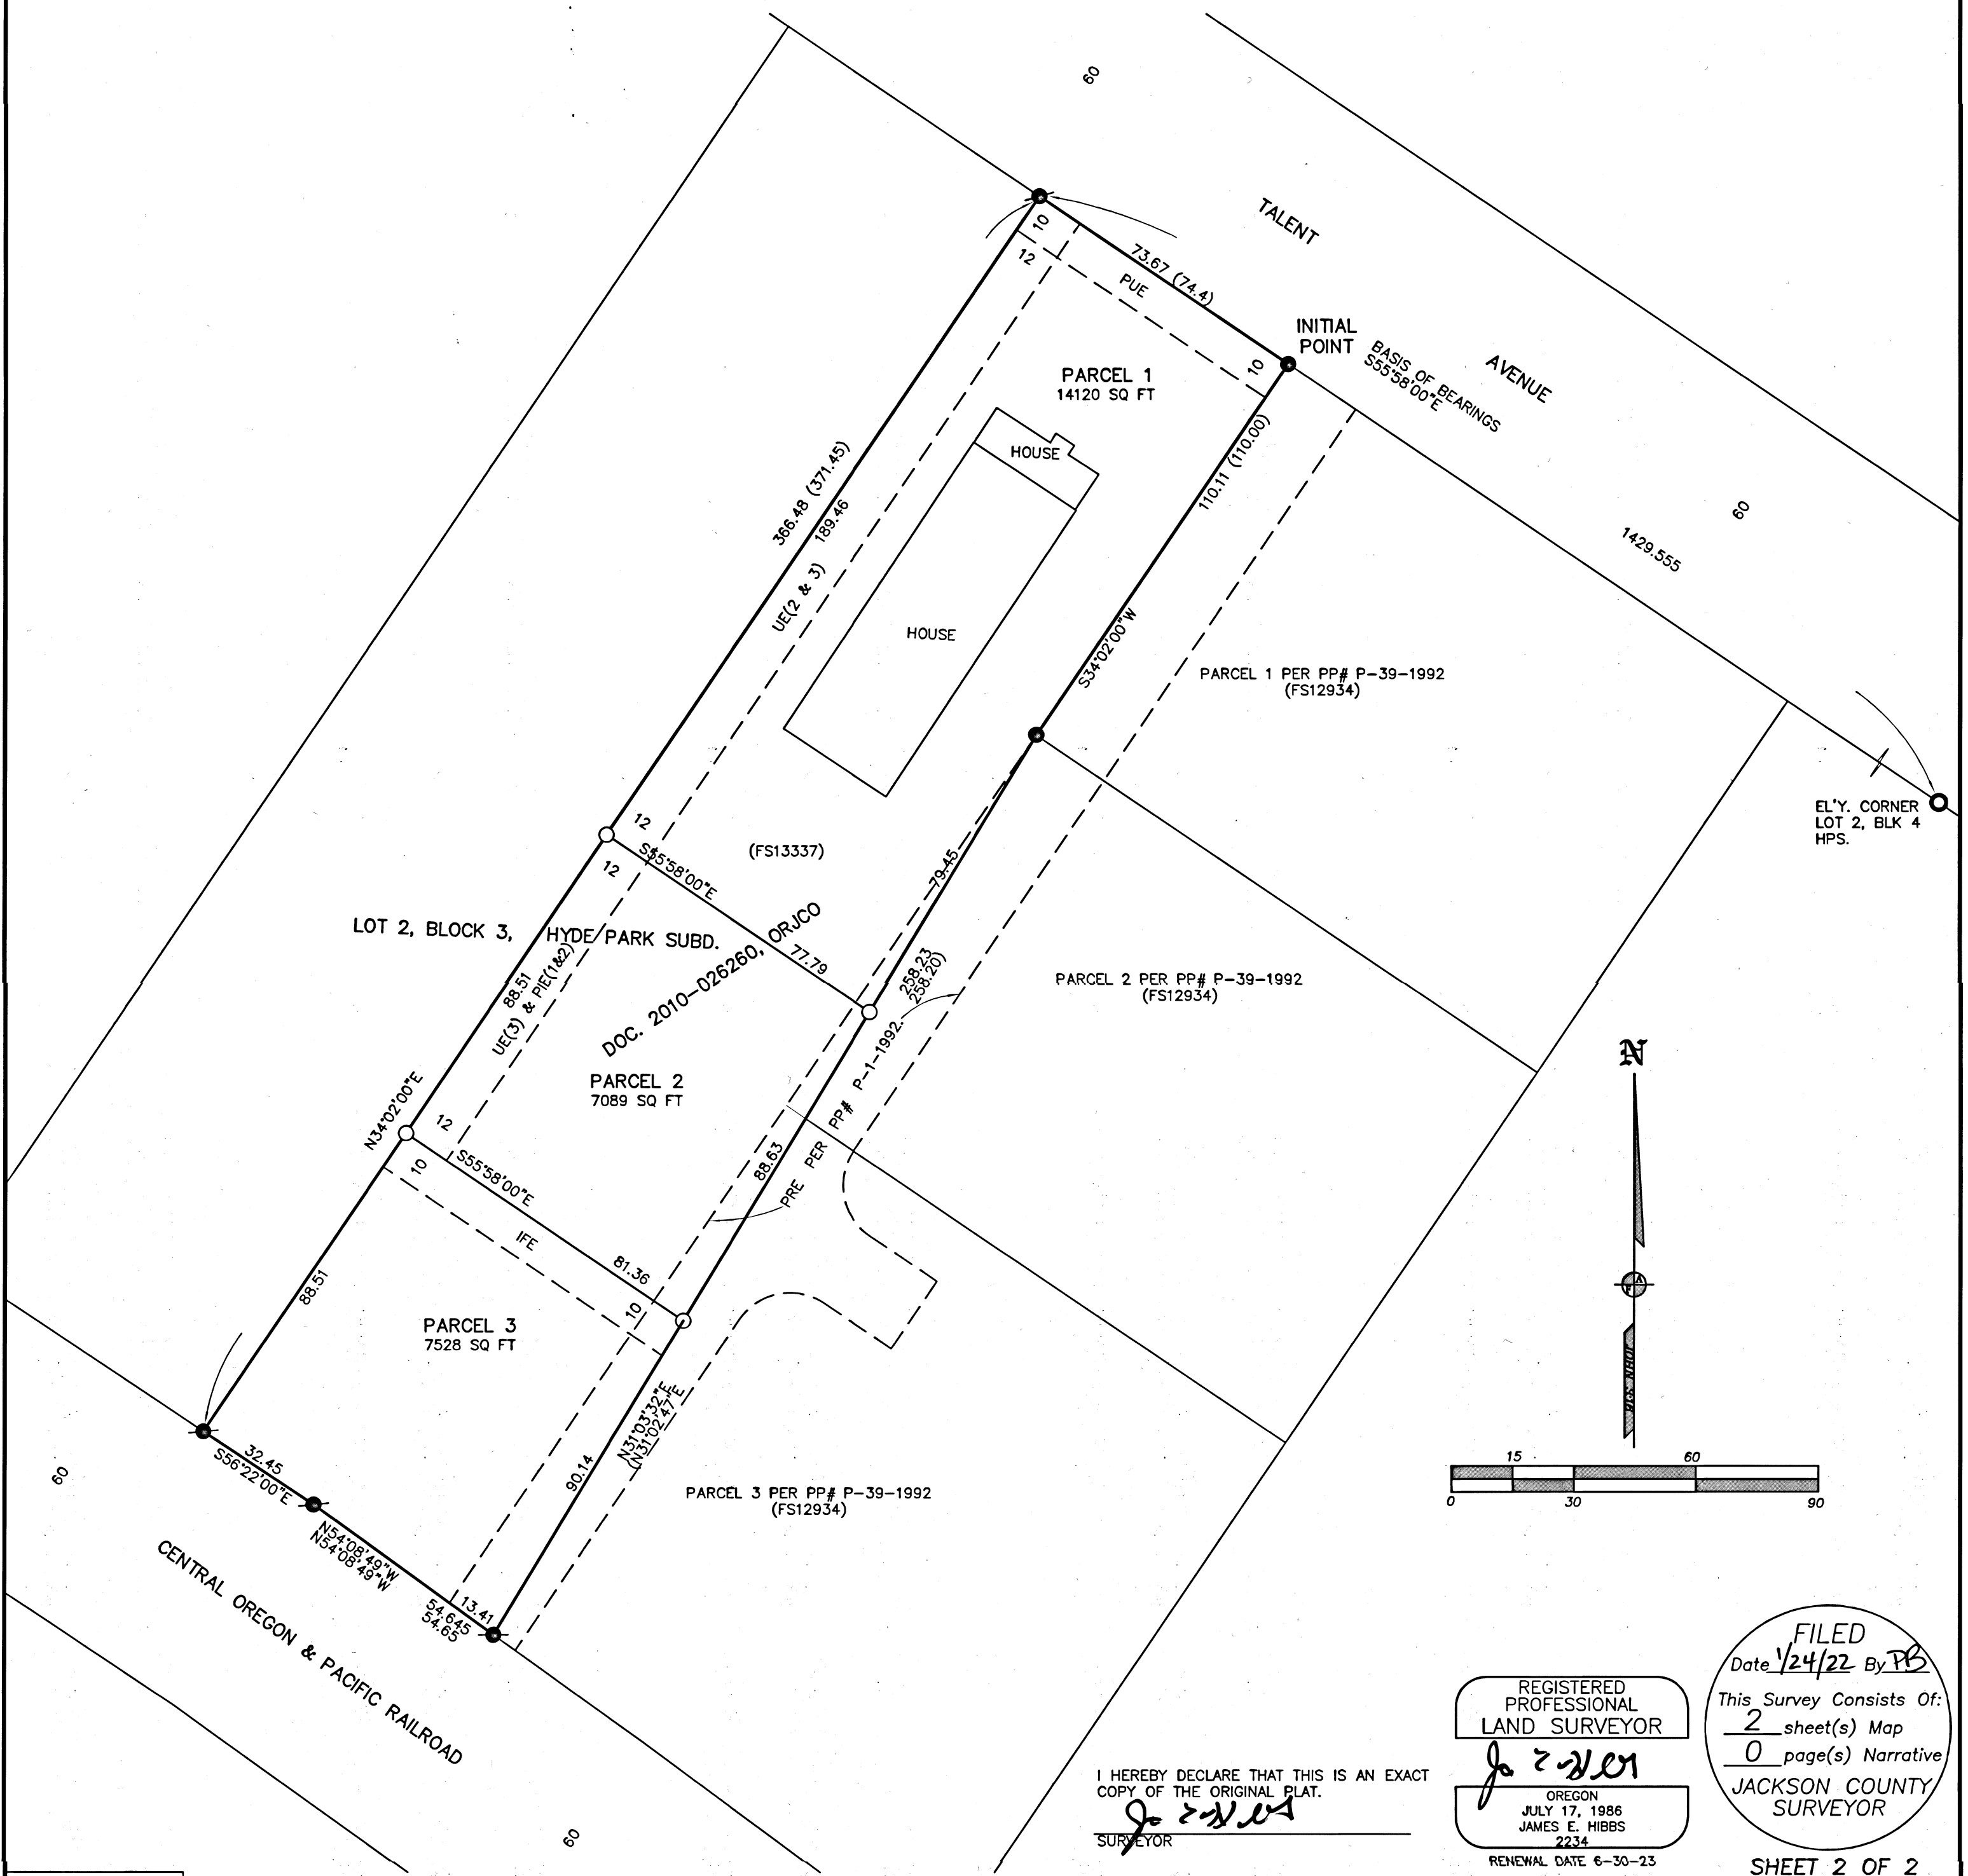 60
TALENT
AVENUE
10
12
73.67 (74.4)
PUE
INITIAL
POINT
BASIS OF BEARINGS
S55°58'00"E
10
PARCEL 1
14120 SQ FT
HOUSE
110.11 (110.00)
366.48 (371.45)
189.46
60
1429.555
UE(2 & 3)
HOUSE
S34°02'00"W
PARCEL 1 PER PP# P-39-1992
(FS12934)
EL'Y. CORNER
LOT 2, BLK 4
HPS.
12
12
S55°58'00"E
(FS13337)
79.45
LOT 2, BLOCK 3, HYDE PARK SUBD.
77.79
DOC. 2010-026260, ORJCO
88.51
UE(3) & PIE(1&2)
258.23
258.20)
PARCEL 2 PER PP# P-39-1992
(FS12934)
PARCEL 2
7089 SQ FT
N34°02'00"E
12
10
S55°58'00"E
88.63
PRE PER PP# P-1-1992.
N
IFE
81.36
10
88.51
PARCEL 3
7528 SQ FT
N31°03'32"E
(N31°02'47"E
90.14
JOHN 3:16
15 60
0 30 90
60
32.45
S56°22'00"E
N54°08'49"W
N54°08'49"W
54.645
54.65
13.41
PARCEL 3 PER PP# P-39-1992
(FS12934)
CENTRAL OREGON & PACIFIC RAILROAD
60
I HEREBY DECLARE THAT THIS IS AN EXACT
COPY OF THE ORIGINAL PLAT.
SURVEYOR
REGISTERED
PROFESSIONAL
LAND SURVEYOR
OREGON
JULY 17, 1986
JAMES E. HIBBS
2234
RENEWAL DATE 6-30-23
FILED
Date 1/24/22 By PB
This Survey Consists Of:
2 sheet(s) Map
0 page(s) Narrative
JACKSON COUNTY
SURVEYOR
SHEET 2 OF 2